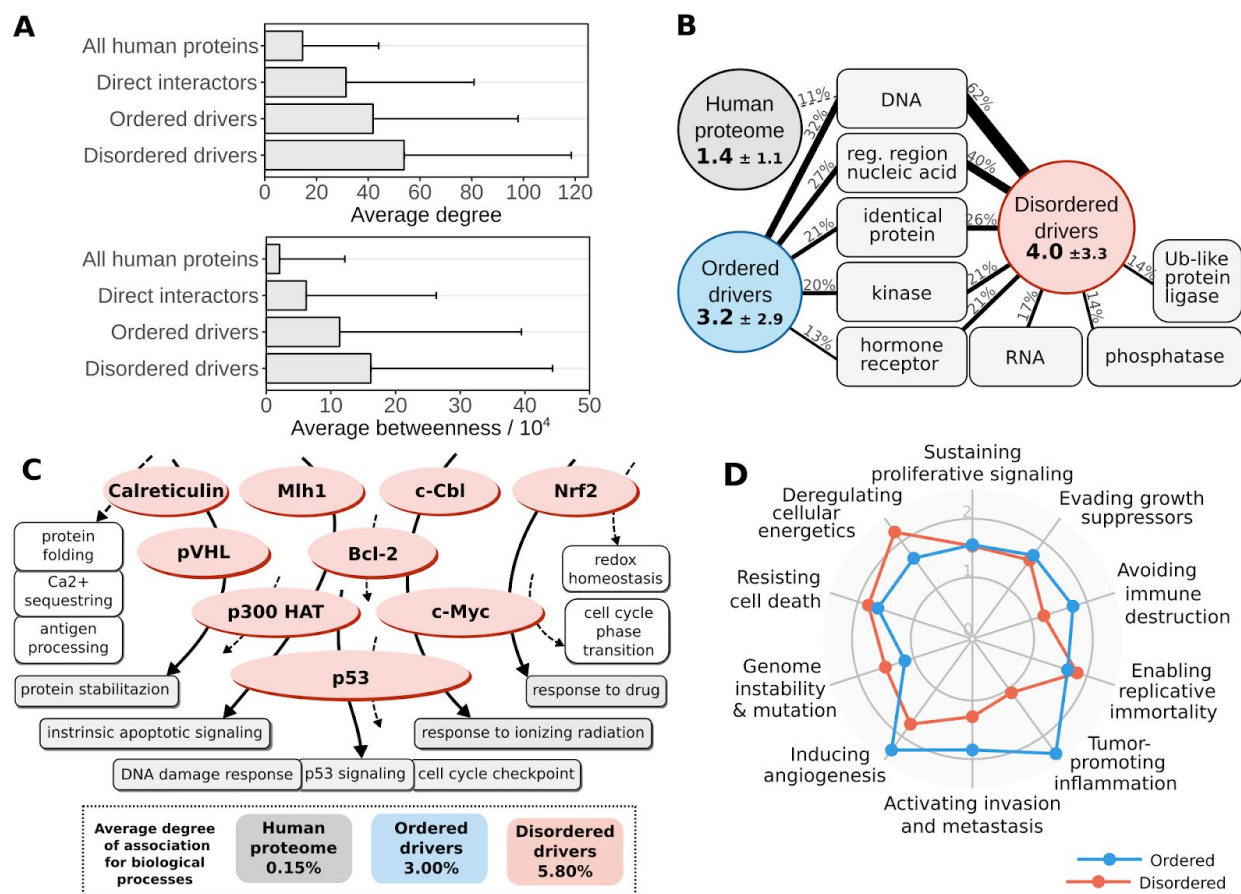 A
All human proteins
Direct interactors
Ordered drivers
Disordered drivers
0 20 40 60 80 100 120
Average degree
All human proteins
Direct interactors
Ordered drivers
Disordered drivers
0 10 20 30 40 50
Average betweenness / 10⁴
B
Human
proteome
1.4 ± 1.1
Ordered
drivers
3.2 ± 2.9
11%
32%
27%
21%
20%
13%
DNA
reg. region
nucleic acid
identical
protein
kinase
hormone
receptor
RNA
phosphatase
Ub-like
protein
ligase
62%
40%
26%
21%
21%
17%
14%
14%
Disordered
drivers
4.0 ±3.3
C
Calreticulin
Mlh1
c-Cbl
Nrf2
pVHL
Bcl-2
p300 HAT
c-Myc
p53
protein
folding
Ca2+
sequestring
antigen
processing
redox
homeostasis
cell cycle
phase
transition
protein stabilitazion
response to drug
instrinsic apoptotic signaling
response to ionizing radiation
DNA damage response
p53 signaling
cell cycle checkpoint
Average degree
of association
for biological
processes
Human
proteome
0.15%
Ordered
drivers
3.00%
Disordered
drivers
5.80%
D
Sustaining
proliferative signaling
Evading growth
suppressors
Avoiding
immune
destruction
Enabling
replicative
immortality
Tumor-
promoting
inflammation
Activating invasion
and metastasis
Inducing
angiogenesis
Genome
instability
& mutation
Resisting
cell death
Deregulating
cellular
energetics
2
1
0
Ordered
Disordered